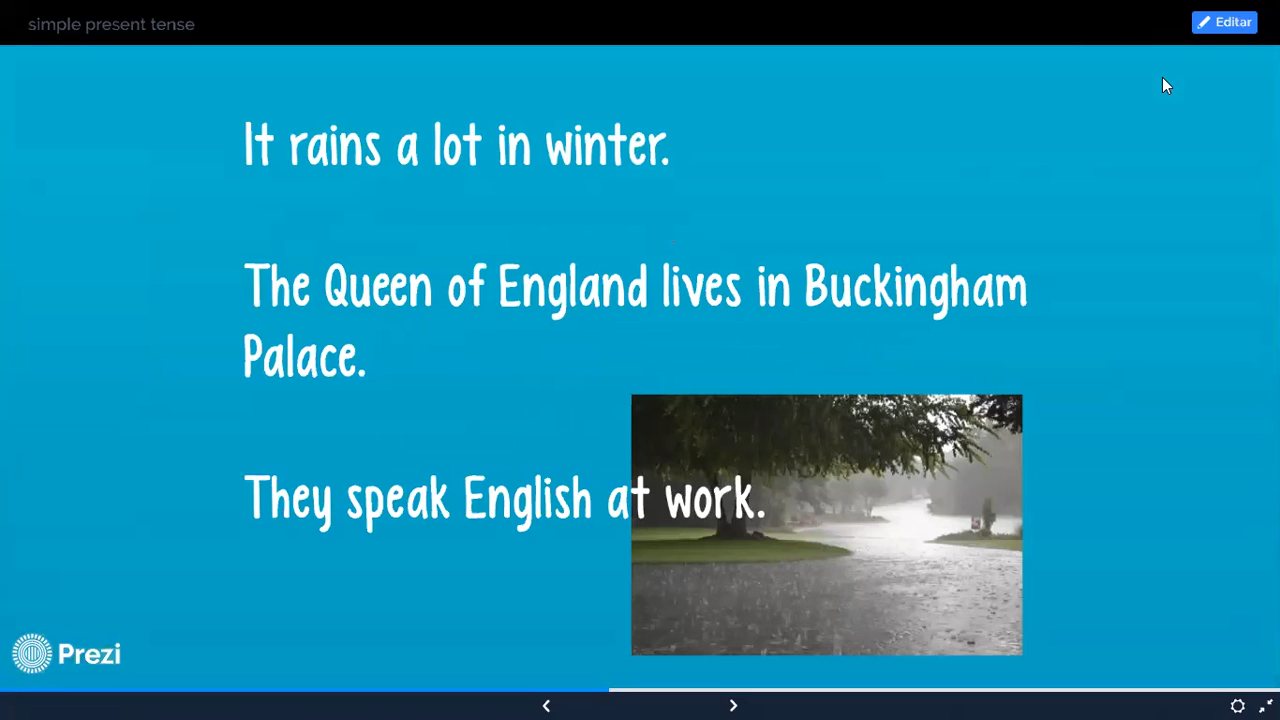 simple present tense
Editar
It rains a lot in winter.
The Queen of England lives in Buckingham
Palace.
They speak English at work.
Prezi